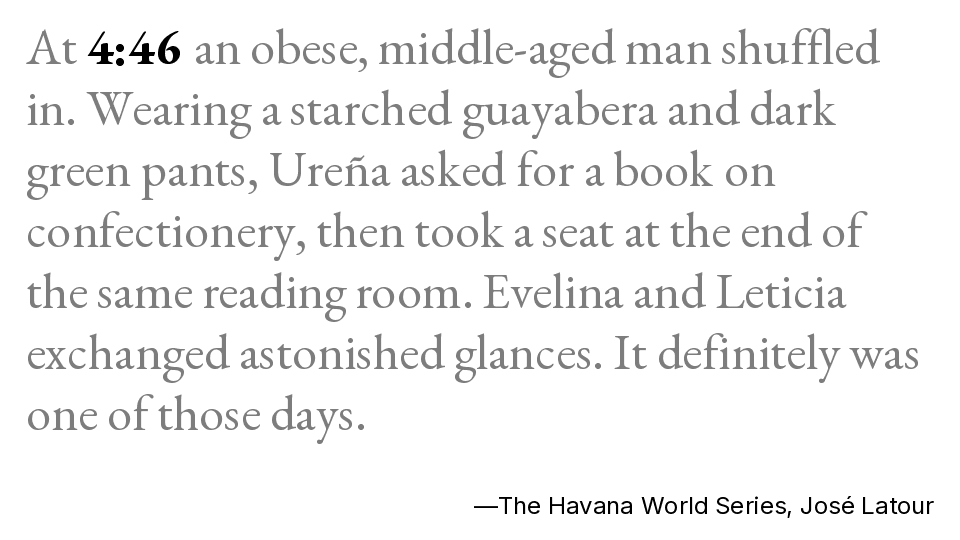 At 4:46 an obese, middle-aged man shuffled
in. Wearing a starched guayabera and dark
green pants, Ureña asked for a book on
confectionery, then took a seat at the end of
the same reading room. Evelina and Leticia
exchanged astonished glances. It definitely was
one of those days.
—The Havana World Series, José Latour